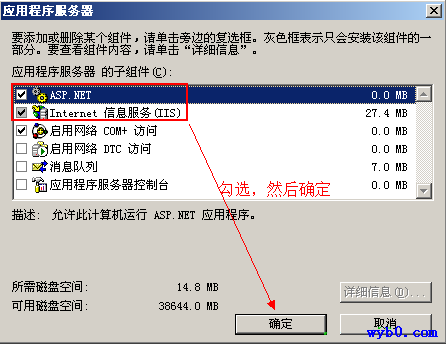 应用程序服务器
要添加或删除某个组件，请单击旁边的复选框。灰色框表示只会安装该组件的一
部分。要查看组件内容，请单击“详细信息”。
应用程序服务器 的子组件(C):
ASP.NET 0.0 MB
Internet 信息服务(IIS) 27.4 MB
启用网络 COM+ 访问 0.0 MB
启用网络 DTC 访问 0.0 MB
消息队列 7.0 MB
应用程序服务器控制台 0.0 MB
勾选，然后确定
描述: 允许此计算机运行 ASP.NET 应用程序。
所需磁盘空间: 14.8 MB
详细信息(D)...
可用磁盘空间: 38644.0 MB
确定 取消
wyb0.com